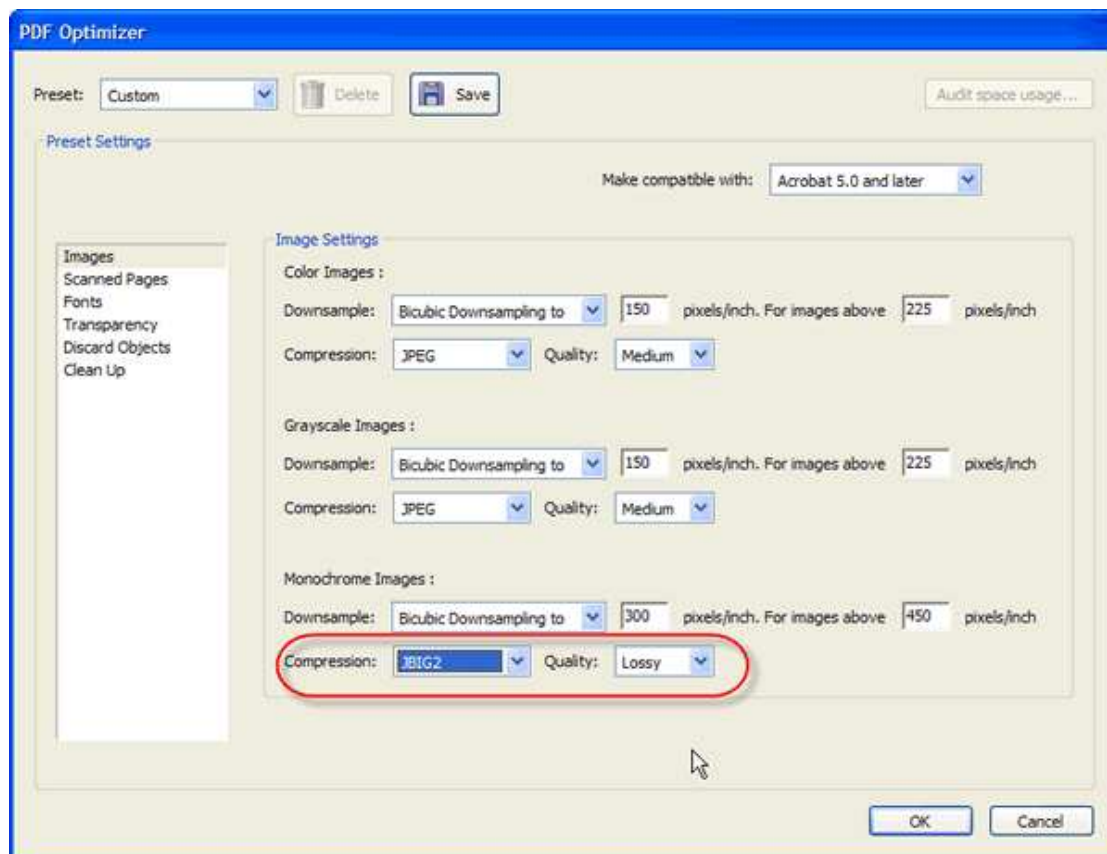 PDF Optimizer
Preset: Custom Delete Save Audit space usage...
Preset Settings
Make compatible with: Acrobat 5.0 and later
Images
Scanned Pages
Fonts
Transparency
Discard Objects
Clean Up
Image Settings
Color Images :
Downsample: Bicubic Downsampling to 150 pixels/inch. For images above 225 pixels/inch
Compression: JPEG Quality: Medium
Grayscale Images :
Downsample: Bicubic Downsampling to 150 pixels/inch. For images above 225 pixels/inch
Compression: JPEG Quality: Medium
Monochrome Images :
Downsample: Bicubic Downsampling to 300 pixels/inch. For images above 450 pixels/inch
Compression: JBIG2 Quality: Lossy
OK Cancel